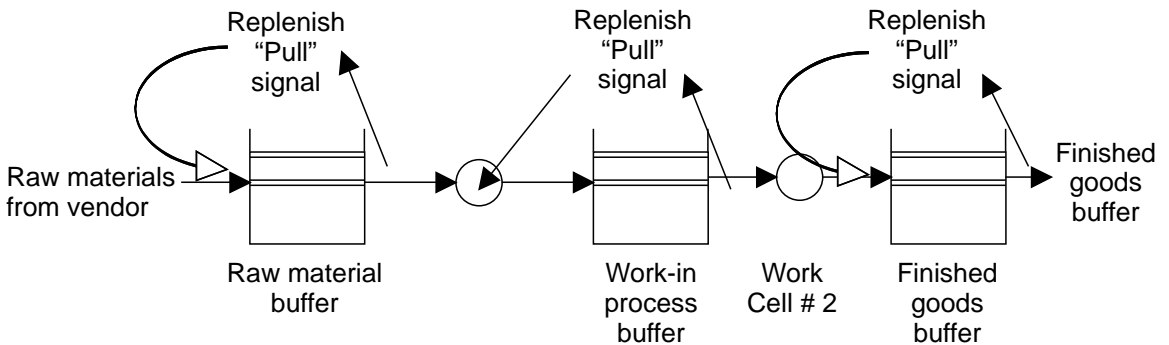 Replenish
“Pull”
signal
Replenish
“Pull”
signal
Replenish
“Pull”
signal
Raw materials
from vendor
Finished
goods
buffer
Raw material
buffer
Work-in
process
buffer
Work
Cell # 2
Finished
goods
buffer